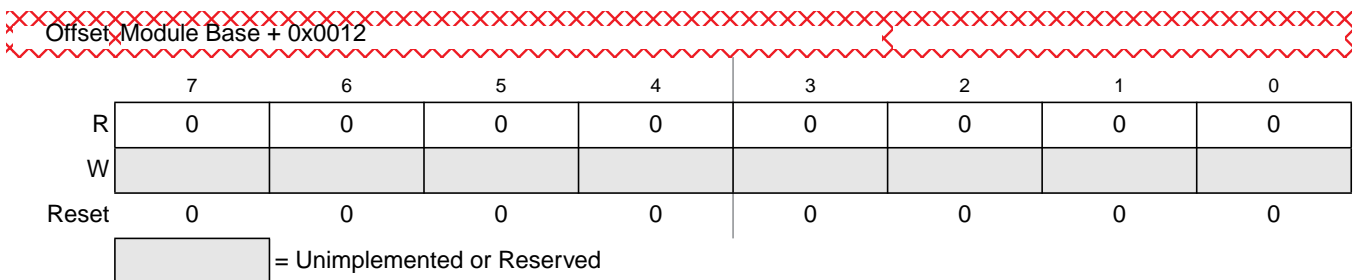 Offset Module Base + 0x0012
7 6 5 4 3 2 1 0
R 0 0 0 0 0 0 0 0
W
Reset 0 0 0 0 0 0 0 0
= Unimplemented or Reserved